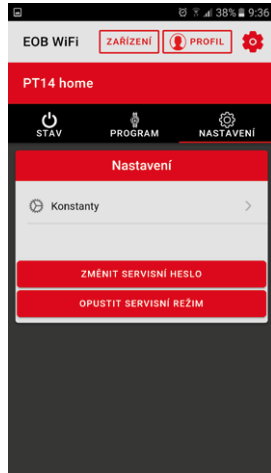 38% 9:36
EOB WiFi
ZAŘÍZENÍ
PROFIL
PT14 home
STAV
PROGRAM
NASTAVENÍ
Nastavení
Konstanty
ZMĚNIT SERVISNÍ HESLO
OPUSTIT SERVISNÍ REŽIM